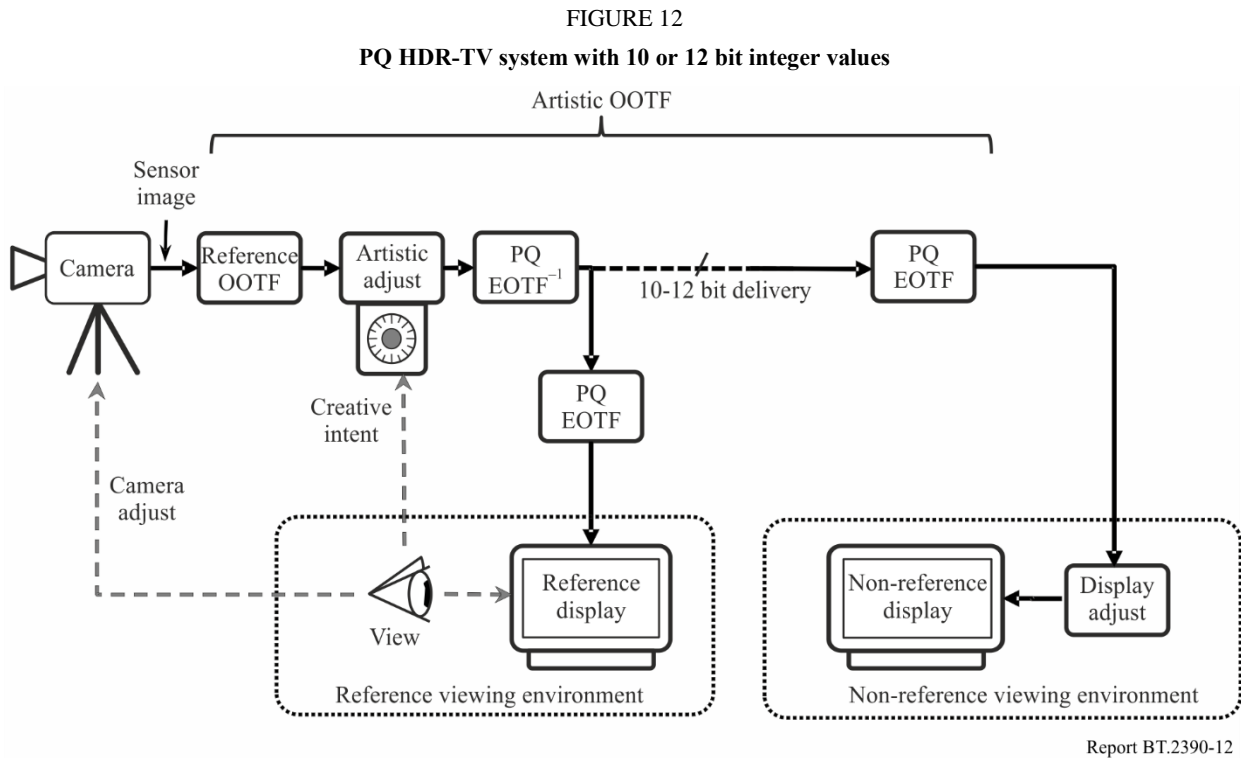 FIGURE 12
PQ HDR-TV system with 10 or 12 bit integer values
Artistic OOTF
Sensor
image
Camera
Reference
OOTF
Artistic
adjust
PQ
EOTF⁻¹
10-12 bit delivery
PQ
EOTF
PQ
EOTF
Creative
intent
Camera
adjust
View
Reference
display
Reference viewing environment
Non-reference
display
Display
adjust
Non-reference viewing environment
Report BT.2390-12